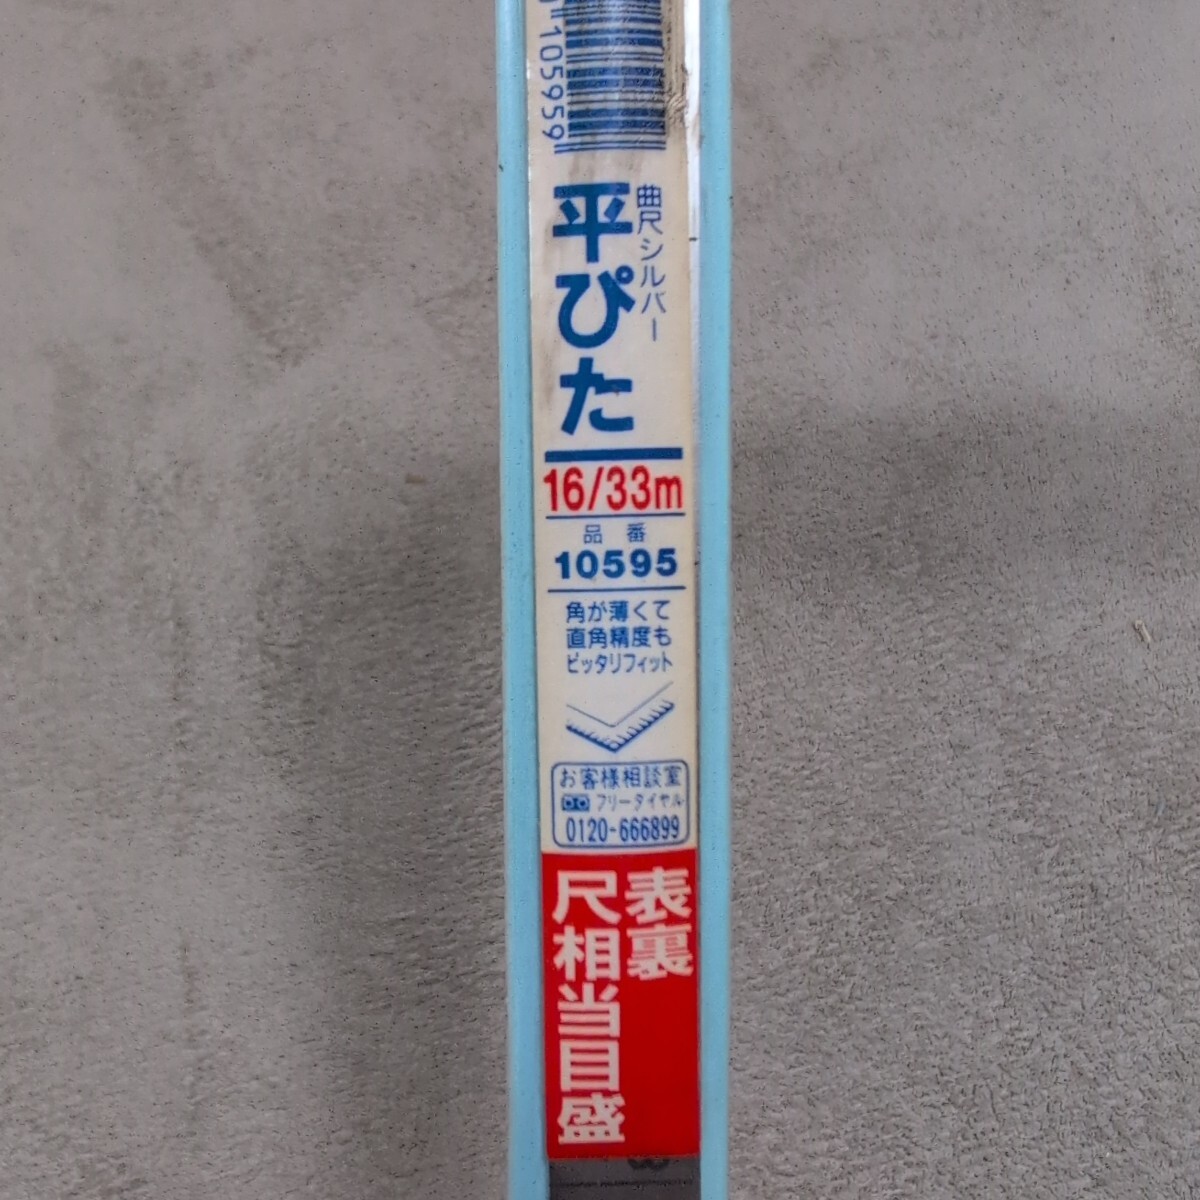 105959
曲尺シルバー
平ぴた
16/33m
品番
10595
角が薄くて
直角精度も
ピッタリフィット
お客様相談室
フリーダイヤル
0120-666899
表裏
尺相当目盛